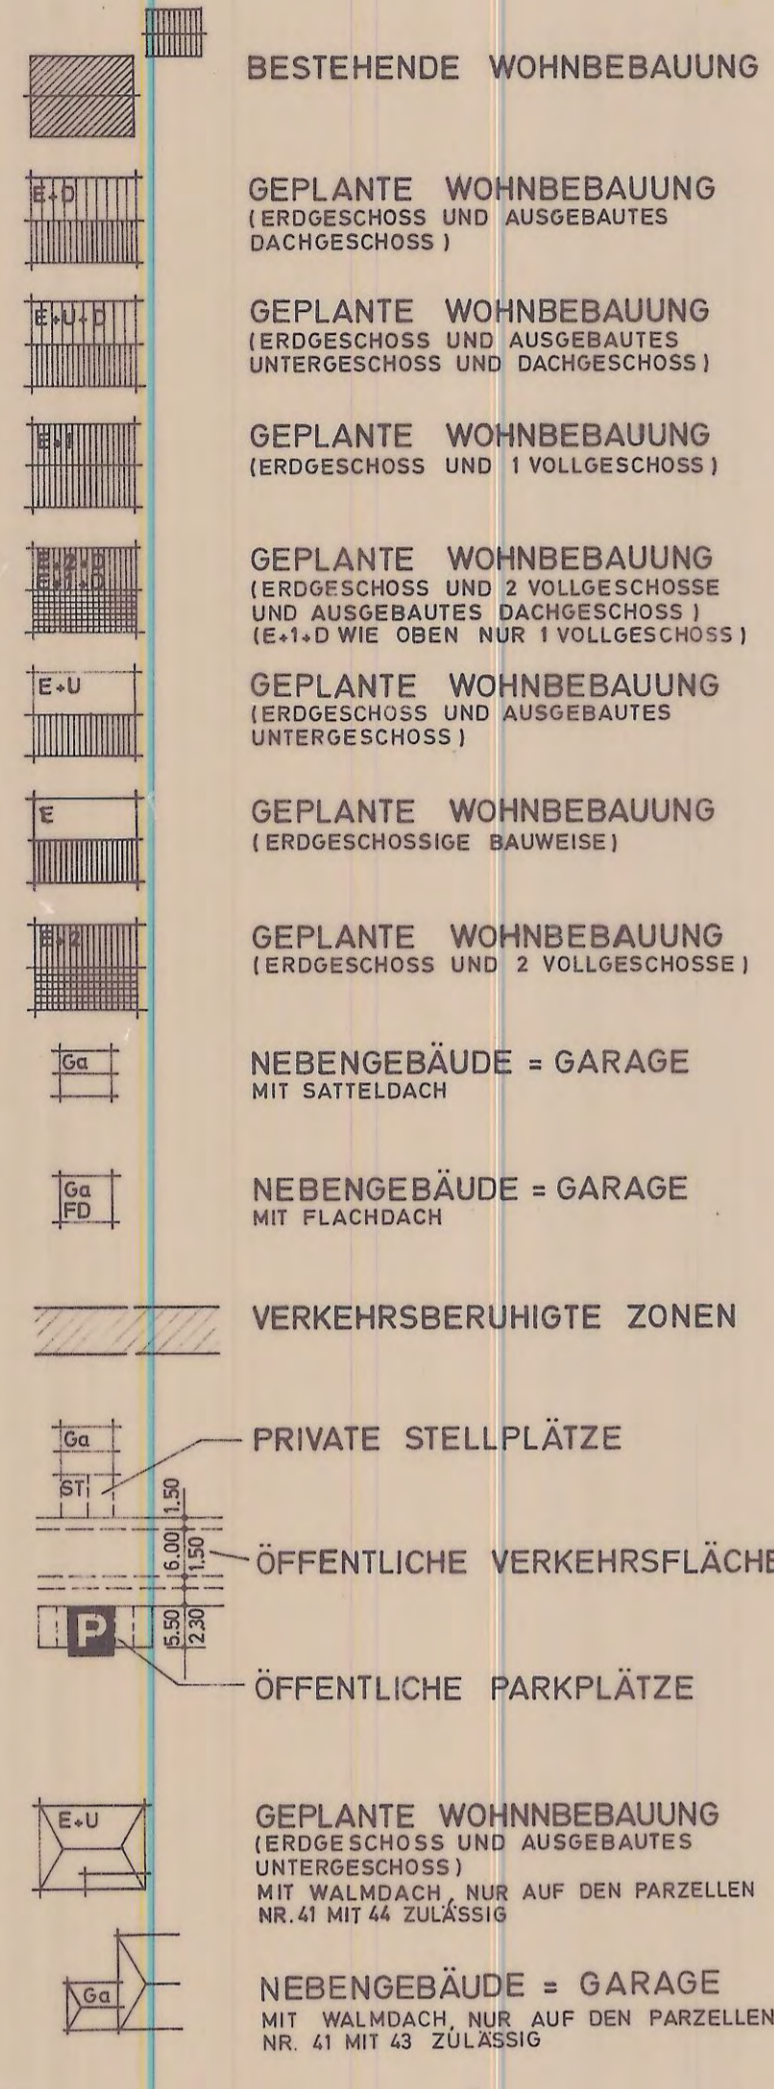 BESTEHENDE WOHNBEBAUUNG
E+D
GEPLANTE WOHNBEBAUUNG
(ERDGESCHOSS UND AUSGEBAUTES
DACHGESCHOSS)
E+U+D
GEPLANTE WOHNBEBAUUNG
(ERDGESCHOSS UND AUSGEBAUTES
UNTERGESCHOSS UND DACHGESCHOSS)
E+1
GEPLANTE WOHNBEBAUUNG
(ERDGESCHOSS UND 1 VOLLGESCHOSS)
E+2+D
E+1+D
GEPLANTE WOHNBEBAUUNG
(ERDGESCHOSS UND 2 VOLLGESCHOSSE
UND AUSGEBAUTES DACHGESCHOSS)
(E+1+D WIE OBEN NUR 1 VOLLGESCHOSS)
E+U
GEPLANTE WOHNBEBAUUNG
(ERDGESCHOSS UND AUSGEBAUTES
UNTERGESCHOSS)
E
GEPLANTE WOHNBEBAUUNG
(ERDGESCHOSSIGE BAUWEISE)
E+2
GEPLANTE WOHNBEBAUUNG
(ERDGESCHOSS UND 2 VOLLGESCHOSSE)
Ga
NEBENGEBÄUDE = GARAGE
MIT SATTELDACH
Ga
FD
NEBENGEBÄUDE = GARAGE
MIT FLACHDACH
VERKEHRSBERUHIGTE ZONEN
Ga
ST
PRIVATE STELLPLÄTZE
1.50
6.00
1.50
ÖFFENTLICHE VERKEHRSFLÄCHE
P
5.50
2.30
ÖFFENTLICHE PARKPLÄTZE
E+U
GEPLANTE WOHNNBEBAUUNG
(ERDGESCHOSS UND AUSGEBAUTES
UNTERGESCHOSS)
MIT WALMDACH, NUR AUF DEN PARZELLEN
NR. 41 MIT 44 ZULÄSSIG
Ga
NEBENGEBÄUDE = GARAGE
MIT WALMDACH, NUR AUF DEN PARZELLEN
NR. 41 MIT 43 ZULÄSSIG